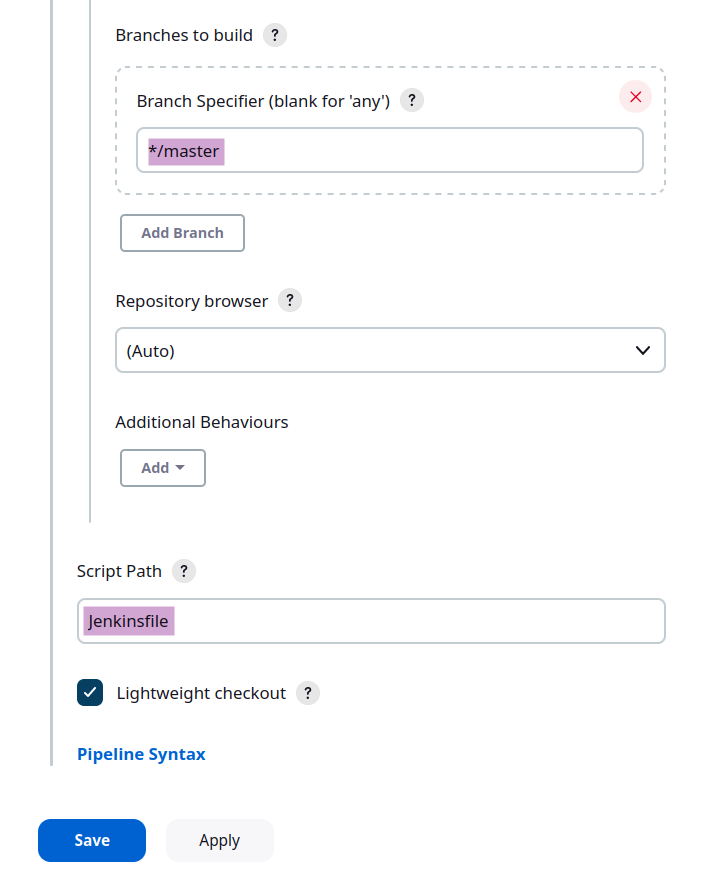 Branches to build ?
Branch Specifier (blank for 'any') ?
*/master
Add Branch
Repository browser ?
(Auto)
Additional Behaviours
Add
Script Path ?
Jenkinsfile
Lightweight checkout ?
Pipeline Syntax
Save Apply